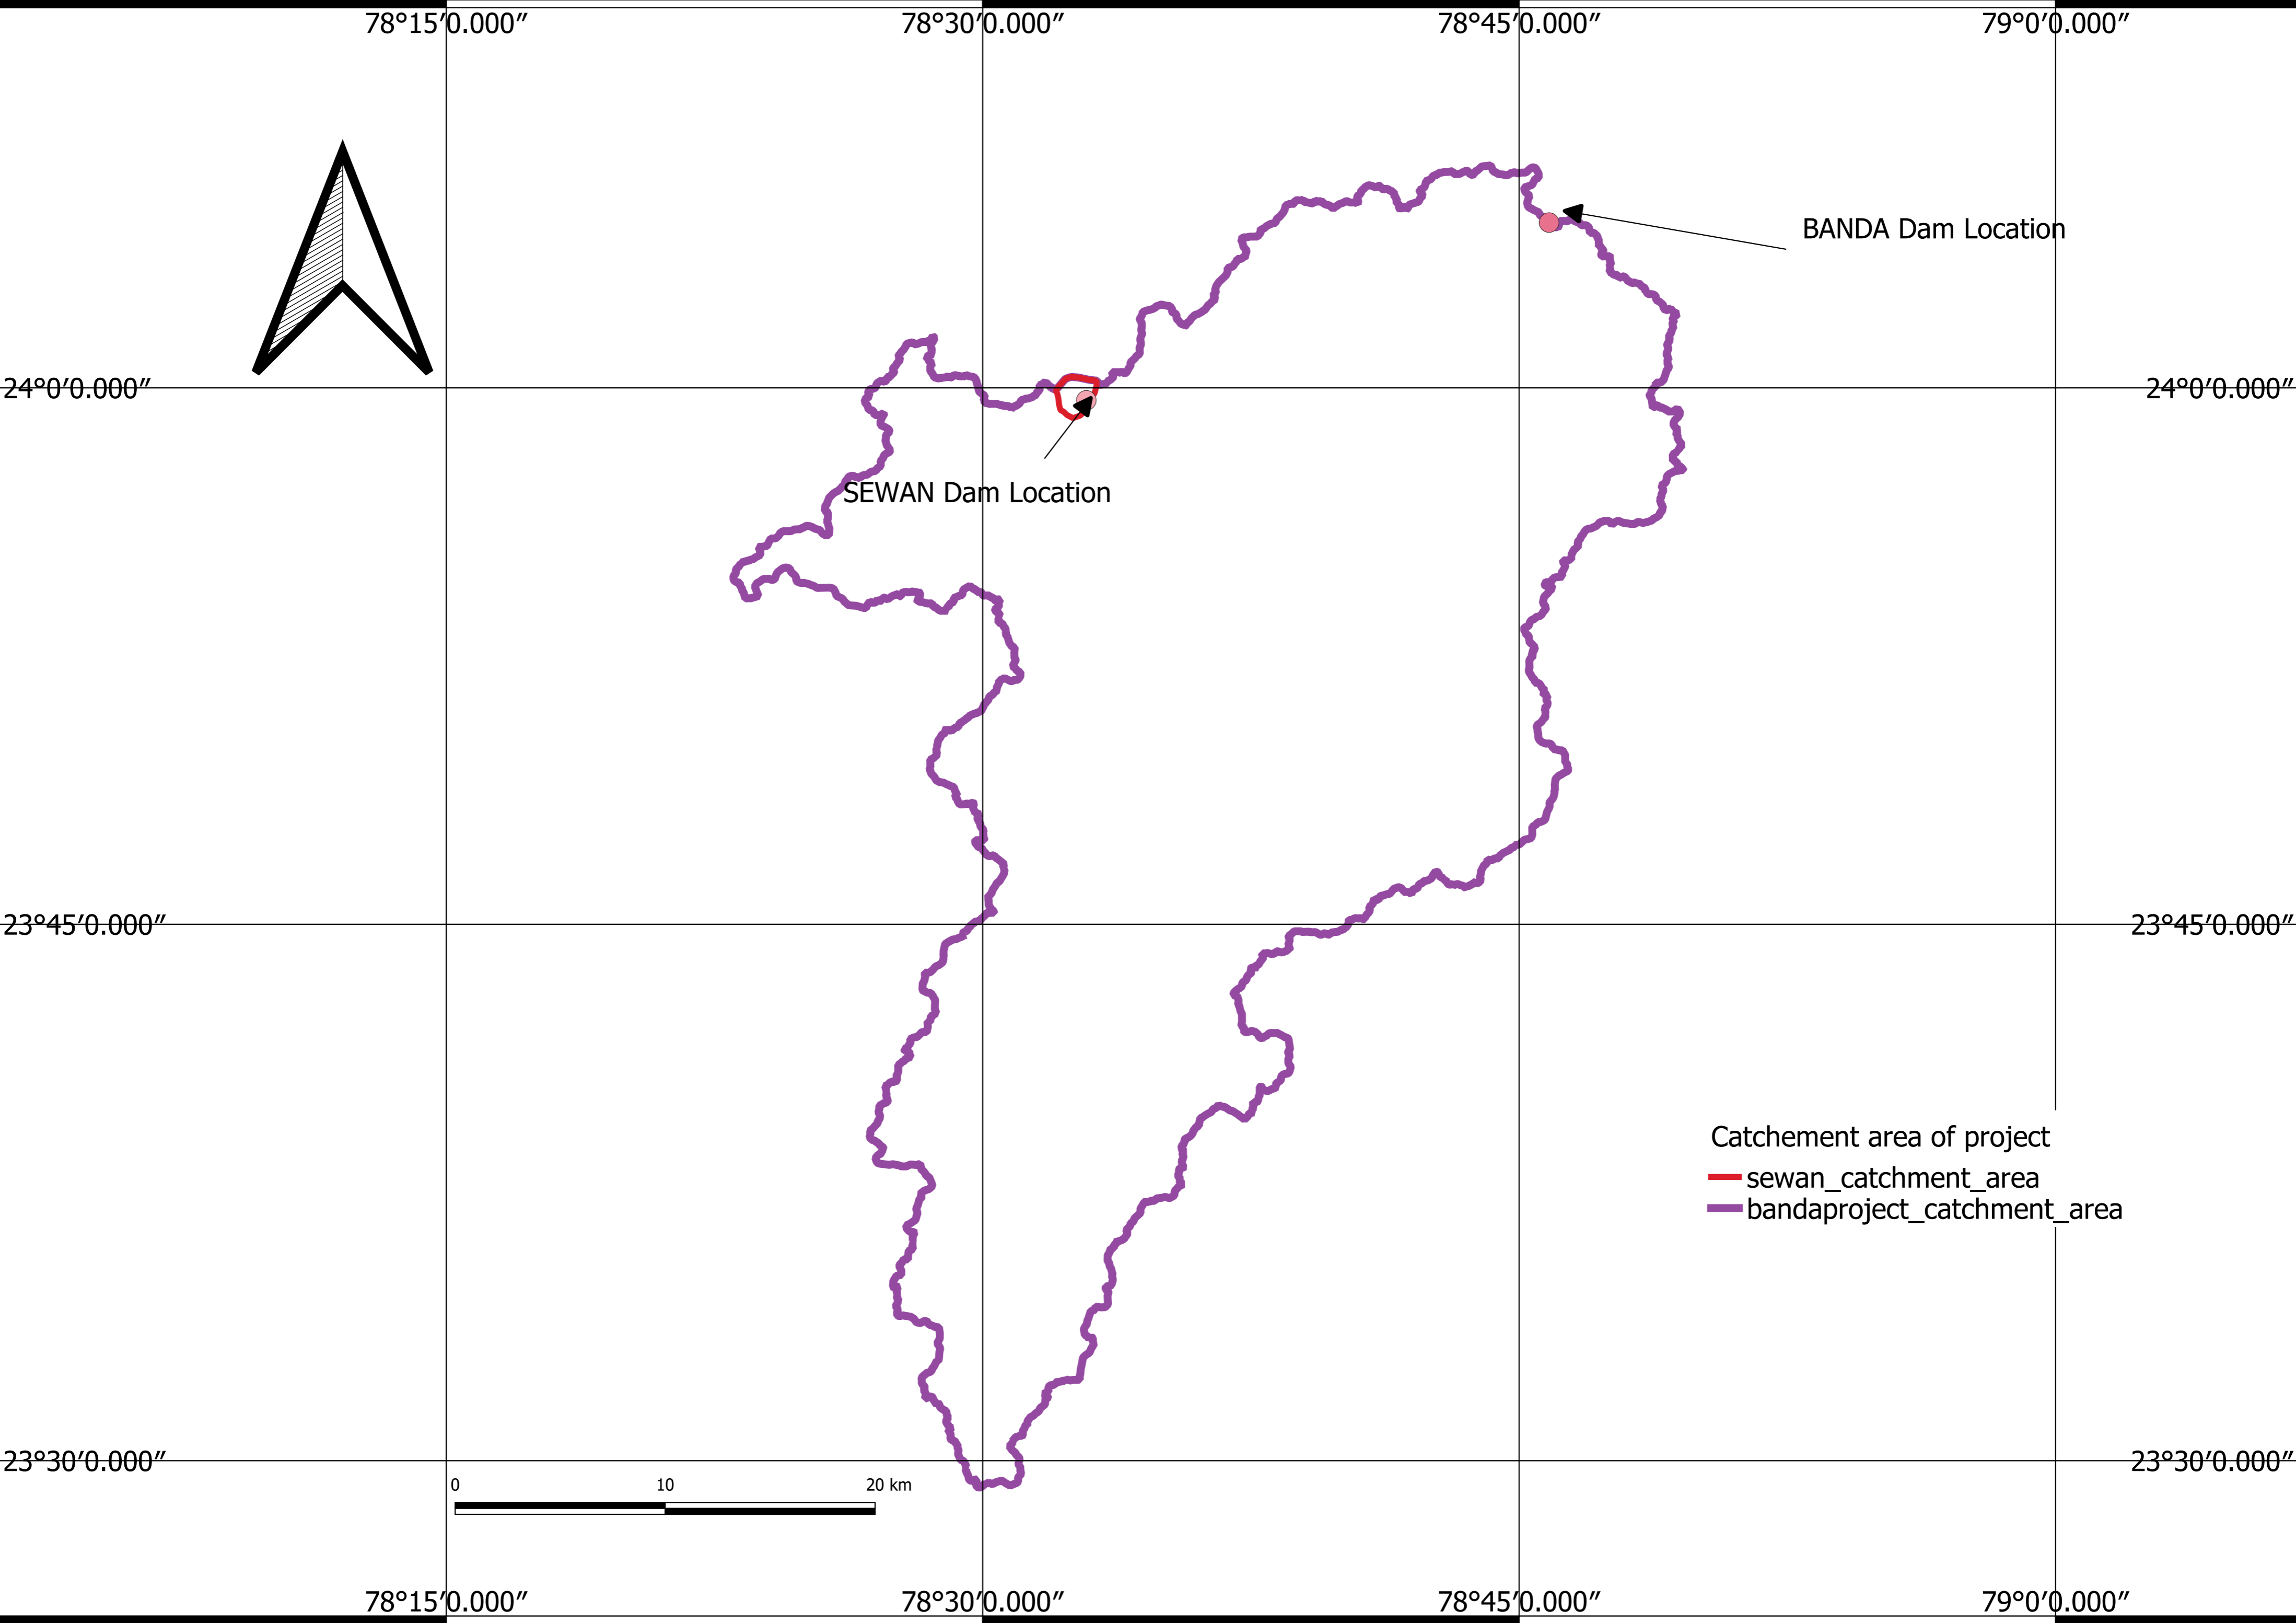 78°15′0.000″ 78°30′0.000″ 78°45′0.000″ 79°0′0.000″
BANDA Dam Location
24°0′0.000″ 24°0′0.000″
SEWAN Dam Location
23°45′0.000″ 23°45′0.000″
Catchement area of project
sewan_catchment_area
bandaproject_catchment_area
23°30′0.000″ 23°30′0.000″
0 10 20 km
78°15′0.000″ 78°30′0.000″ 78°45′0.000″ 79°0′0.000″